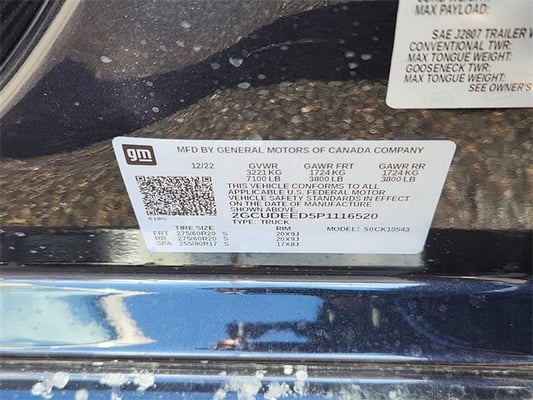 MAX PAYLOAD:
SAE J2807 TRAILER
CONVENTIONAL TWR:
MAX TONGUE WEIGHT:
GOOSENECK TWR:
MAX TONGUE WEIGHT:
SEE OWNER'S
gm
MFD BY GENERAL MOTORS OF CANADA COMPANY
12/22 GVWR GAWR FRT GAWR RR
3221 KG 1724 KG 1724 KG
7100 LB 3800 LB 3800 LB
THIS VEHICLE CONFORMS TO ALL
APPLICABLE U.S. FEDERAL MOTOR
VEHICLE SAFETY STANDARDS IN EFFECT
ON THE DATE OF MANUFACTURE
SHOWN ABOVE.
618G 2GCUDEED5P1116520
TYPE: TRUCK
TIRE SIZE RIM MODEL: S0CK10543
FRT 275/60R20 S 20X9J
RR 275/60R20 S 20X9J
SPA 255/80R17 S 17X8J